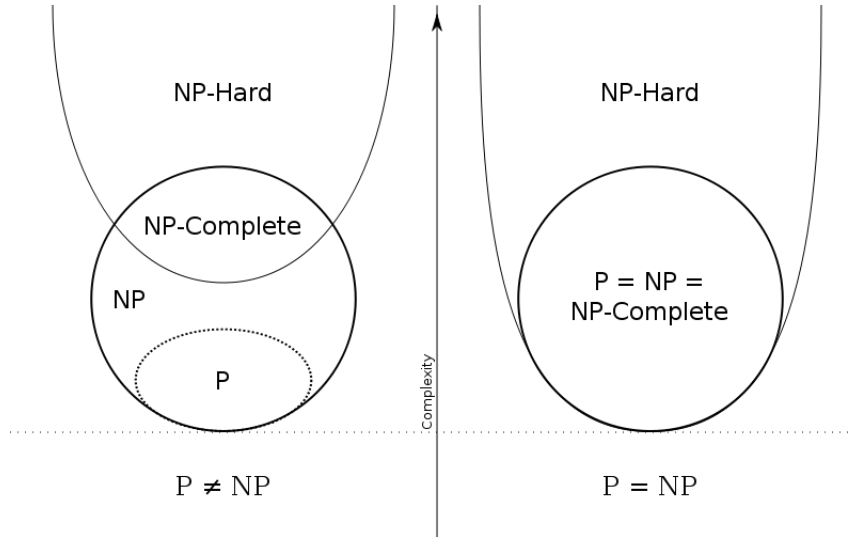 NP-Hard
NP-Complete
NP
P
P ≠ NP
Complexity
NP-Hard
P = NP =
NP-Complete
P = NP